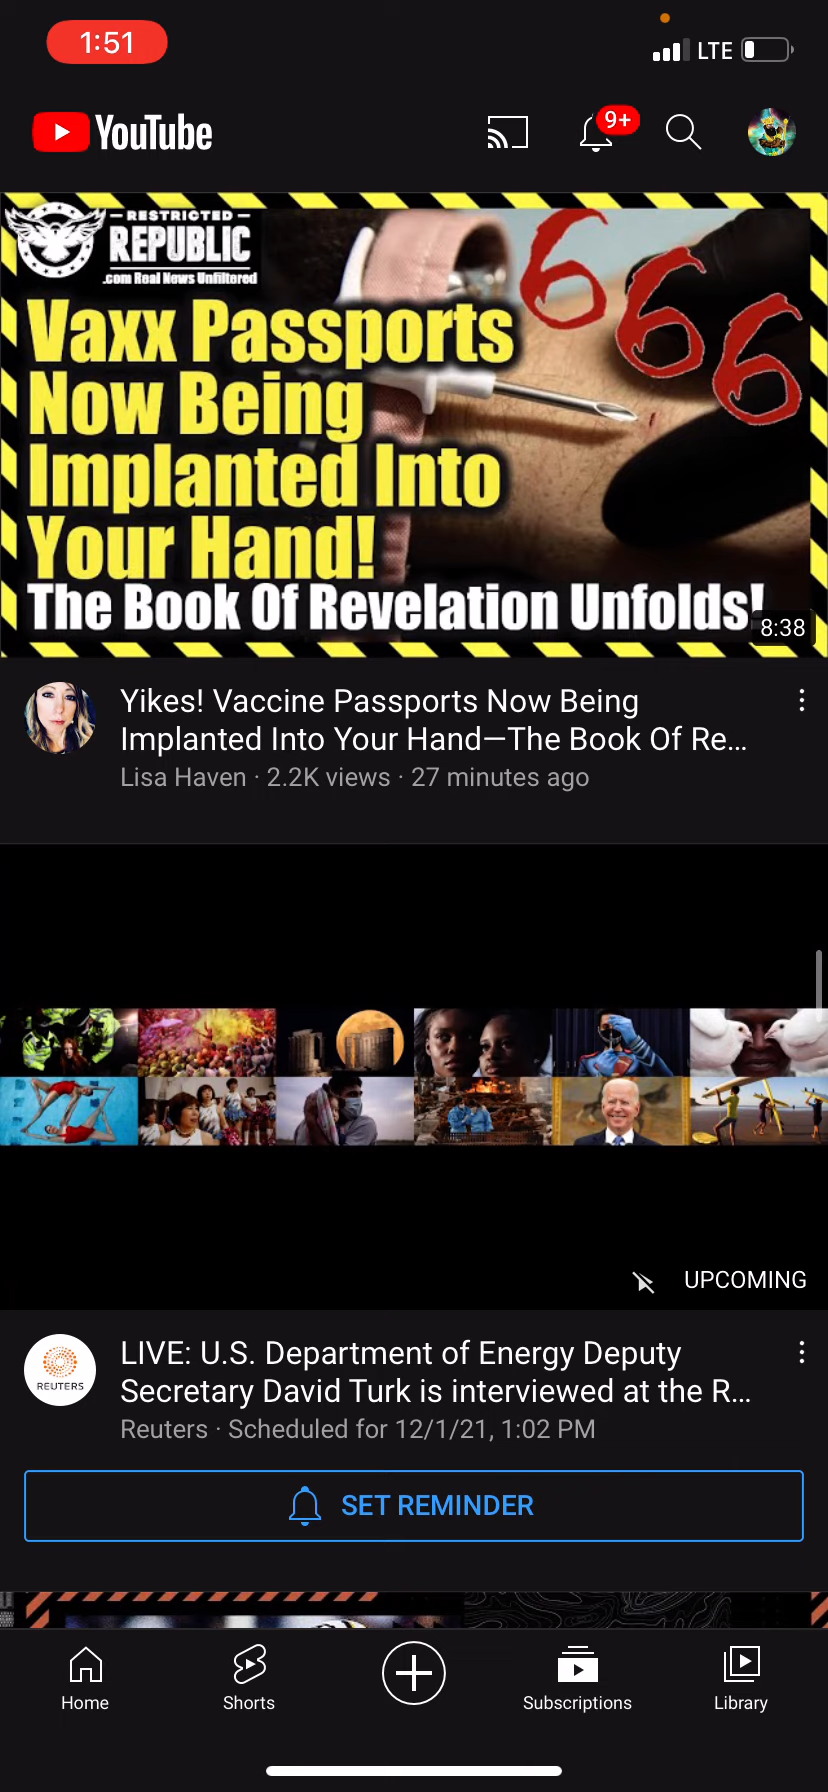 1:51
LTE
YouTube
9+
RESTRICTED
REPUBLIC
.com Real News Unfiltered
666
Vaxx Passports
Now Being
Implanted Into
Your Hand!
The Book Of Revelation Unfolds!
8:38
Yikes! Vaccine Passports Now Being
Implanted Into Your Hand—The Book Of Re...
Lisa Haven · 2.2K views · 27 minutes ago
UPCOMING
REUTERS
LIVE: U.S. Department of Energy Deputy
Secretary David Turk is interviewed at the R...
Reuters · Scheduled for 12/1/21, 1:02 PM
SET REMINDER
Home
Shorts
Subscriptions
Library